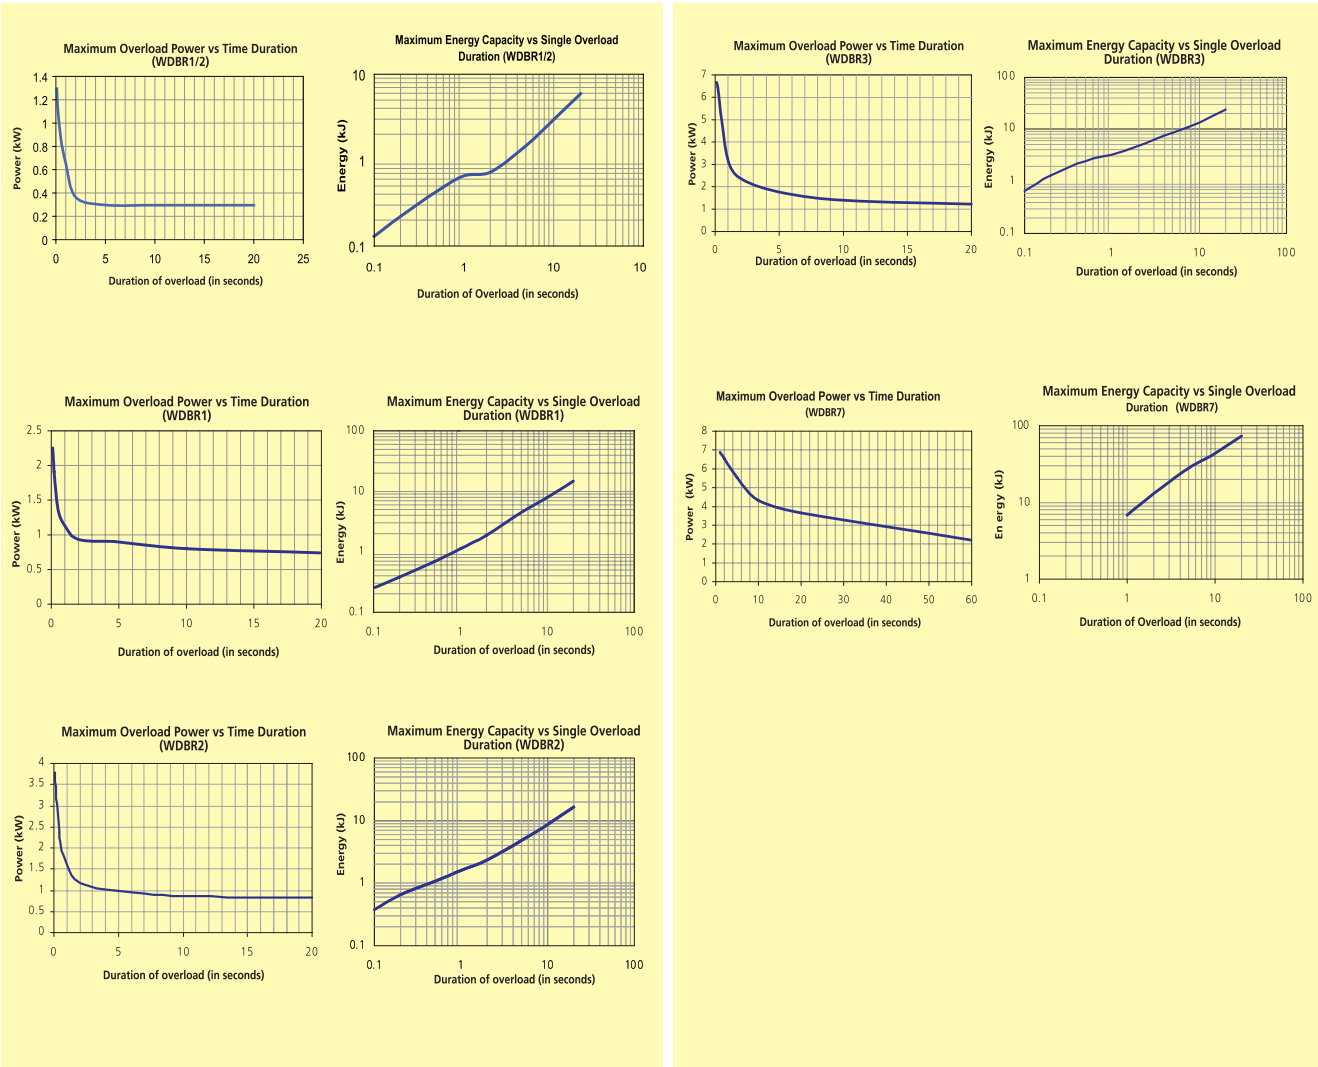 Maximum Overload Power vs Time Duration
(WDBR1/2)
1.4
1.2
1
0.8
0.6
0.4
0.2
0
Power (kW)
0 5 10 15 20 25
Duration of overload (in seconds)
Maximum Energy Capacity vs Single Overload
Duration (WDBR1/2)
10
1
0.1
Energy (kJ)
0.1 1 10 10
Duration of Overload (in seconds)
Maximum Overload Power vs Time Duration
(WDBR1)
2.5
2
1.5
1
0.5
0
Power (kW)
0 5 10 15 20
Duration of overload (in seconds)
Maximum Energy Capacity vs Single Overload
Duration (WDBR1)
100
10
1
0.1
Energy (kJ)
0.1 1 10 100
Duration of overload (in seconds)
Maximum Overload Power vs Time Duration
(WDBR2)
4
3.5
3
2.5
2
1.5
1
0.5
0
Power (kW)
0 5 10 15 20
Duration of overload (in seconds)
Maximum Energy Capacity vs Single Overload
Duration (WDBR2)
100
10
1
0.1
Energy (kJ)
0.1 1 10 100
Duration of overload (in seconds)
Maximum Overload Power vs Time Duration
(WDBR3)
7
6
5
4
3
2
1
0
Power (kW)
0 5 10 15 20
Duration of overload (in seconds)
Maximum Energy Capacity vs Single Overload
Duration (WDBR3)
100
10
1
0.1
Energy (kJ)
0.1 1 10 100
Duration of overload (in seconds)
Maximum Overload Power vs Time Duration
(WDBR7)
8
7
6
5
4
3
2
1
0
Power (kW)
0 10 20 30 40 50 60
Duration of overload (in seconds)
Maximum Energy Capacity vs Single Overload
Duration (WDBR7)
100
10
1
En ergy (kJ)
0.1 1 10 100
Duration of Overload (in seconds)